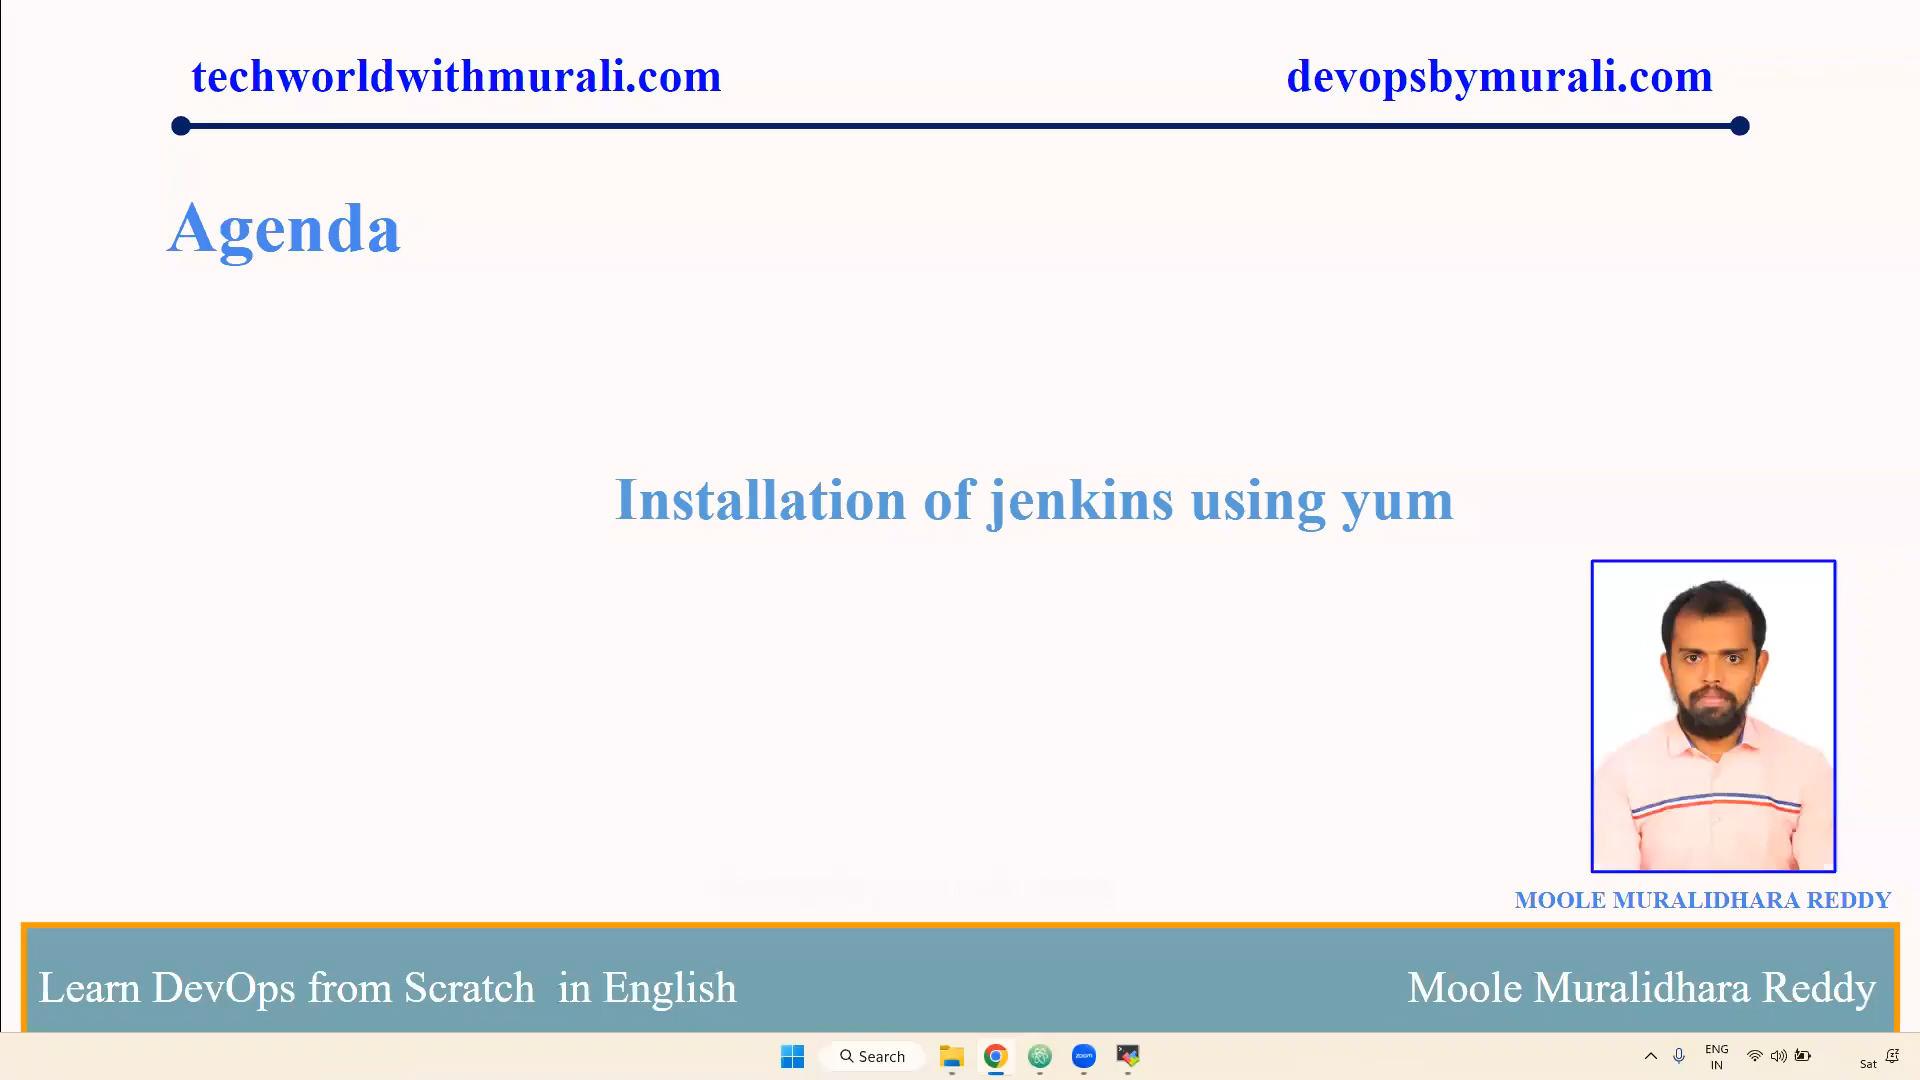 techworldwithmurali.com
devopsbymurali.com
Agenda
Installation of jenkins using yum
MOOLE MURALIDHARA REDDY
Learn DevOps from Scratch in English
Moole Muralidhara Reddy
Search
zoom
ENG
IN
Sat